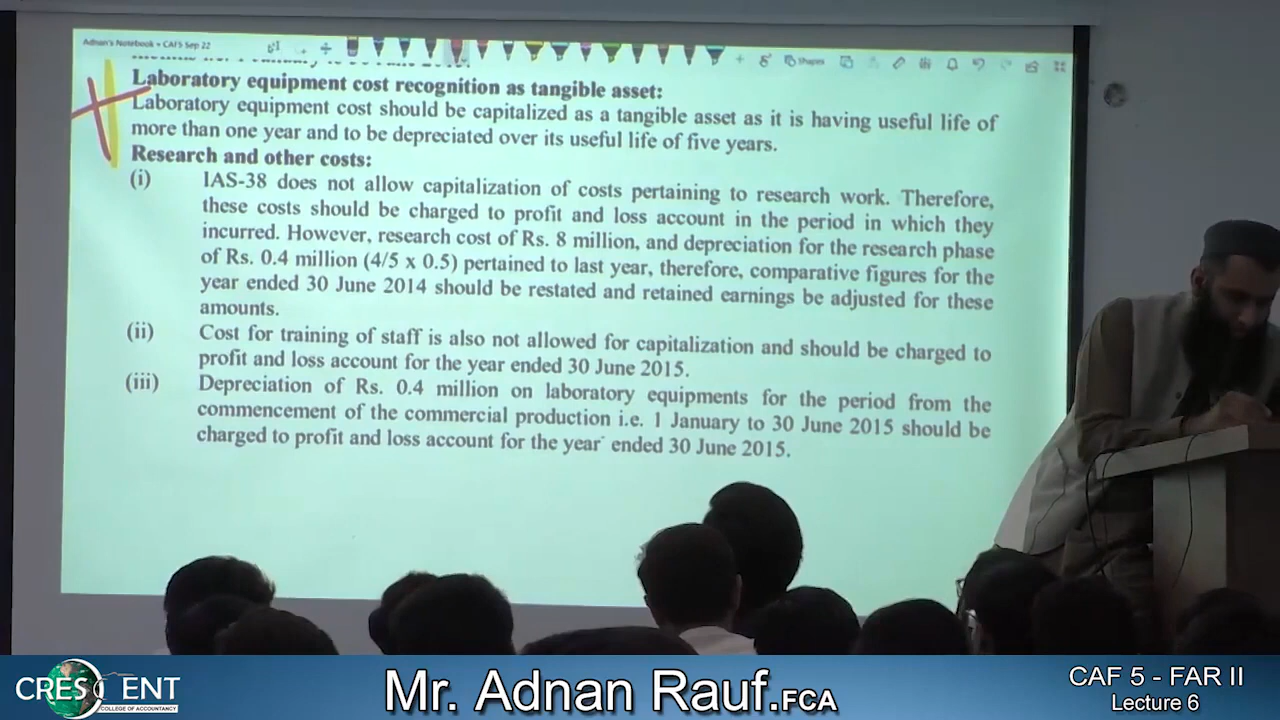 Adnan's Notebook • CAF5 Sep 22
Shapes
Laboratory equipment cost recognition as tangible asset:
Laboratory equipment cost should be capitalized as a tangible asset as it is having useful life of
more than one year and to be depreciated over its useful life of five years.
Research and other costs:
(i) IAS-38 does not allow capitalization of costs pertaining to research work. Therefore,
these costs should be charged to profit and loss account in the period in which they
incurred. However, research cost of Rs. 8 million, and depreciation for the research phase
of Rs. 0.4 million (4/5 x 0.5) pertained to last year, therefore, comparative figures for the
year ended 30 June 2014 should be restated and retained earnings be adjusted for these
amounts.
(ii) Cost for training of staff is also not allowed for capitalization and should be charged to
profit and loss account for the year ended 30 June 2015.
(iii) Depreciation of Rs. 0.4 million on laboratory equipments for the period from the
commencement of the commercial production i.e. 1 January to 30 June 2015 should be
charged to profit and loss account for the year ended 30 June 2015.
CRESCENT
COLLEGE OF ACCOUNTANCY
Mr. Adnan Rauf.FCA
CAF 5 - FAR II
Lecture 6